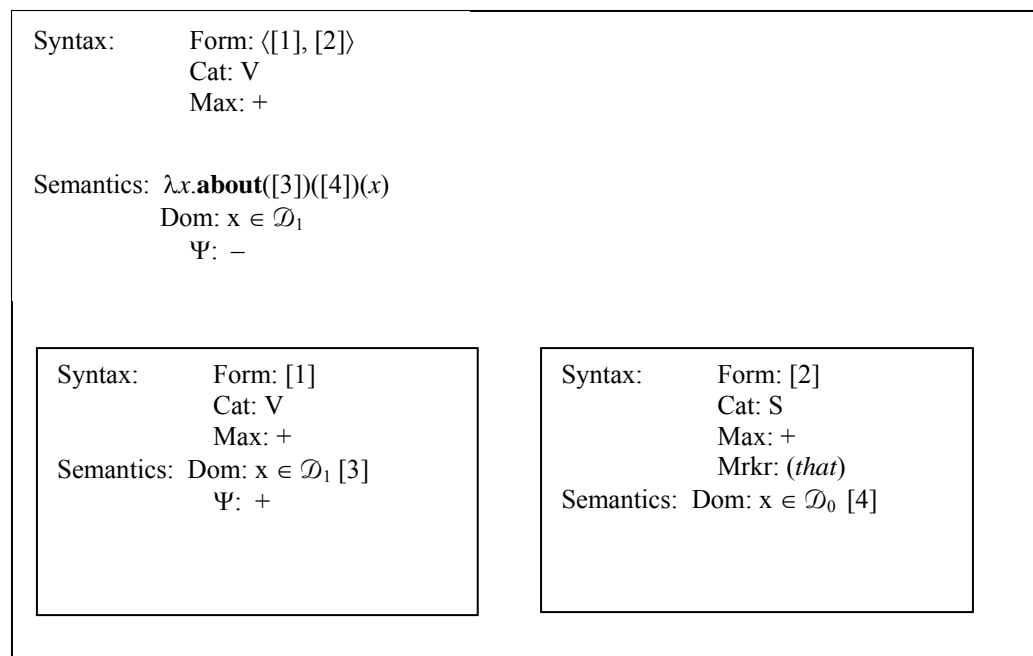 Syntax: Form: ⟨[1], [2]⟩
Cat: V
Max: +
Semantics: λx.about([3])([4])(x)
Dom: x ∈ 𝒟₁
Ψ: –
Syntax: Form: [1]
Cat: V
Max: +
Semantics: Dom: x ∈ 𝒟₁ [3]
Ψ: +
Syntax: Form: [2]
Cat: S
Max: +
Mrkr: (that)
Semantics: Dom: x ∈ 𝒟₀ [4]